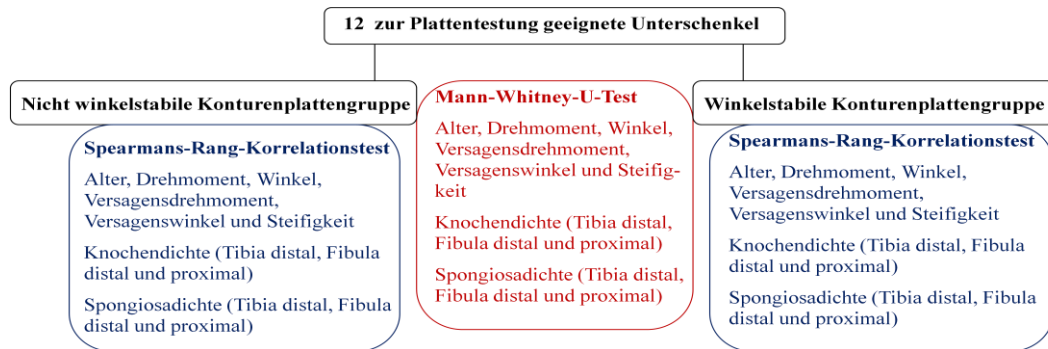 12 zur Plattentestung geeignete Unterschenkel
Nicht winkelstabile Konturenplattengruppe
Spearmans-Rang-Korrelationstest
Alter, Drehmoment, Winkel,
Versagensdrehmoment,
Versagenswinkel und Steifigkeit
Knochendichte (Tibia distal, Fibula
distal und proximal)
Spongiosadichte (Tibia distal, Fibula
distal und proximal)
Mann-Whitney-U-Test
Alter, Drehmoment, Winkel,
Versagensdrehmoment,
Versagenswinkel und Steifig-
keit
Knochendichte (Tibia distal,
Fibula distal und proximal)
Spongiosadichte (Tibia distal,
Fibula distal und proximal)
Winkelstabile Konturenplattengruppe
Spearmans-Rang-Korrelationstest
Alter, Drehmoment, Winkel,
Versagensdrehmoment,
Versagenswinkel und Steifigkeit
Knochendichte (Tibia distal, Fibula
distal und proximal)
Spongiosadichte (Tibia distal, Fibula
distal und proximal)